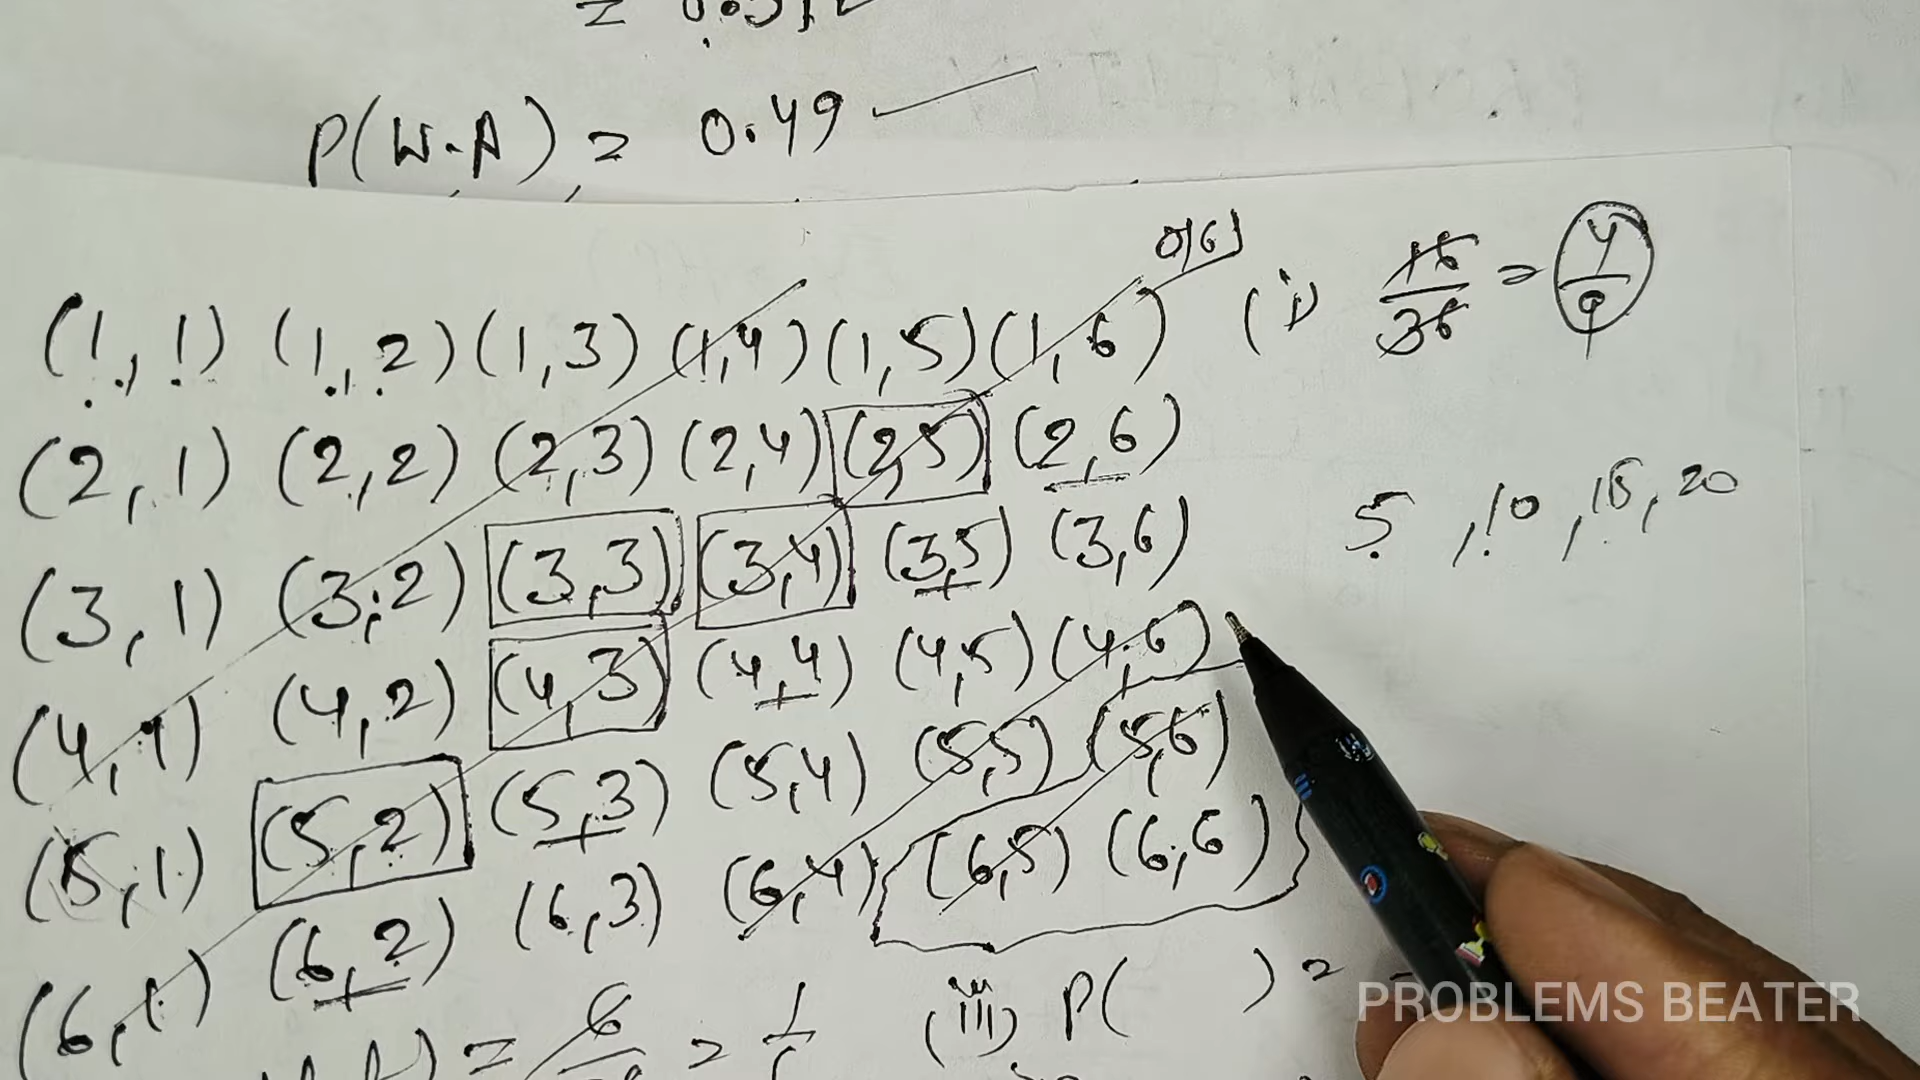 P(W.A) = 0.49
(1,1) (1,2) (1,3) (1,4) (1,5) (1,6)
(2,1) (2,2) (2,3) (2,4) (2,5) (2,6)
(3,1) (3,2) (3,3) (3,4) (3,5) (3,6)
(4,1) (4,2) (4,3) (4,4) (4,5) (4,6)
(5,1) (5,2) (5,3) (5,4) (5,5) (5,6)
(6,1) (6,2) (6,3) (6,4) (6,5) (6,6)
(i) 16/36 = 4/9
5, 10, 15, 20
(iii) P( ) =
PROBLEMS BEATER